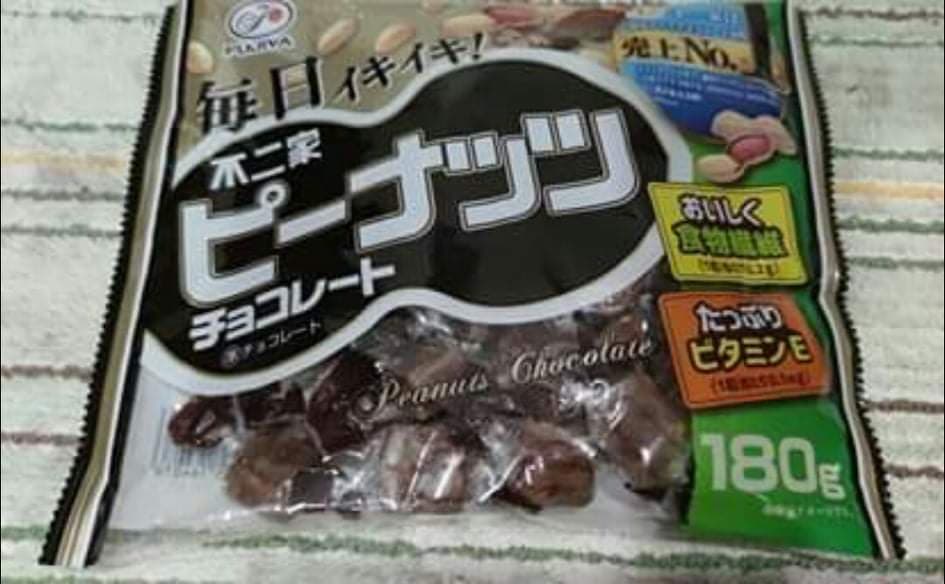 FUJIYA
売上No.
毎日イキイキ!
不二家
ピーナッツ
チョコレート
チョコレート
おいしく
食物繊維
たっぷり
ビタミンE
Peanuts Chocolate
180g